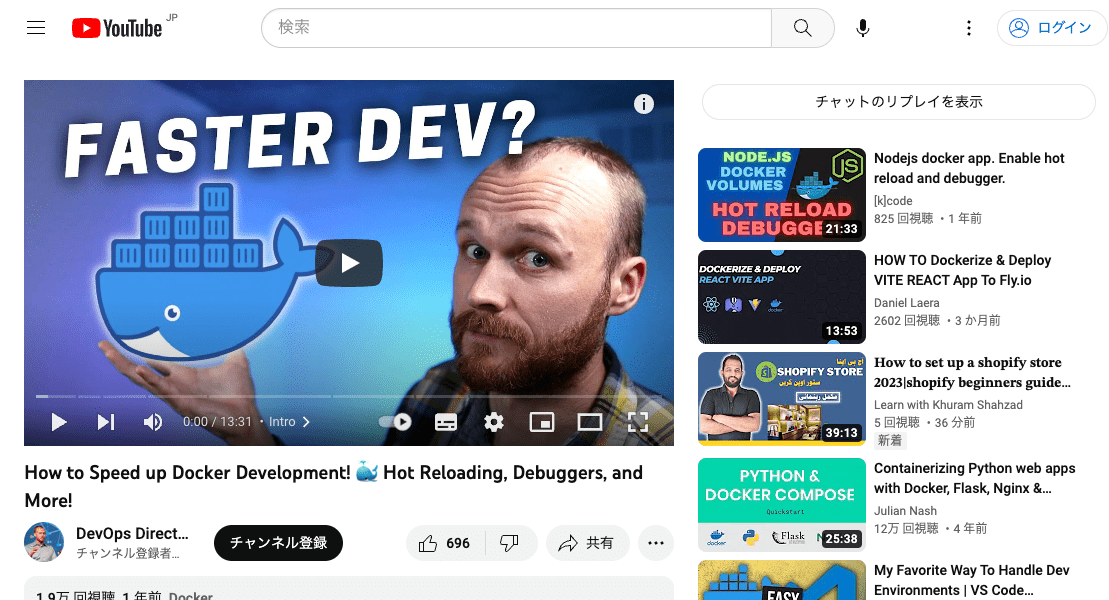 YouTube JP
検索
ログイン
FASTER DEV?
0:00 / 13:31 • Intro
How to Speed up Docker Development! 🐳 Hot Reloading, Debuggers, and
More!
DevOps Direct...
チャンネル登録者...
チャンネル登録
696
共有
1.9万 回視聴 1 年前 Docker
チャットのリプレイを表示
NODE.JS
DOCKER
VOLUMES
JS
HOT RELOAD
DEBUGGE
21:33
Nodejs docker app. Enable hot
reload and debugger.
[k]code
825 回視聴 ・1 年前
DOCKERIZE & DEPLOY
REACT VITE APP
docker
13:53
HOW TO Dockerize & Deploy
VITE REACT App To Fly.io
Daniel Laera
2602 回視聴 ・3 か月前
SHOPIFY STORE
39:13
How to set up a shopify store
2023|shopify beginners guide...
Learn with Khuram Shahzad
5 回視聴 ・36 分前
新着
PYTHON &
DOCKER COMPOSE
Quickstart
docker
Flask
25:38
Containerizing Python web apps
with Docker, Flask, Nginx &...
Julian Nash
12万 回視聴 ・4 年前
EASY
My Favorite Way To Handle Dev
Environments | VS Code...